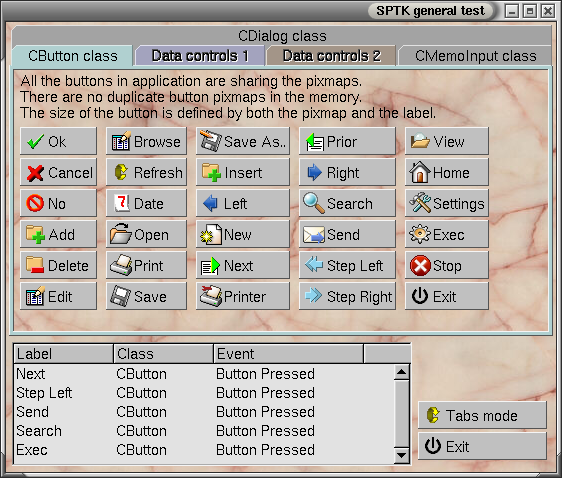 SPTK general test
CDialog class
CButton class Data controls 1 Data controls 2 CMemoInput class
All the buttons in application are sharing the pixmaps.
There are no duplicate button pixmaps in the memory.
The size of the button is defined by both the pixmap and the label.
Ok Browse Save As.. Prior View
Cancel Refresh Insert Right Home
No Date Left Search Settings
Add Open New Send Exec
Delete Print Next Step Left Stop
Edit Save Printer Step Right Exit
Label Class Event
Next CButton Button Pressed
Step Left CButton Button Pressed
Send CButton Button Pressed
Search CButton Button Pressed
Exec CButton Button Pressed
Tabs mode
Exit